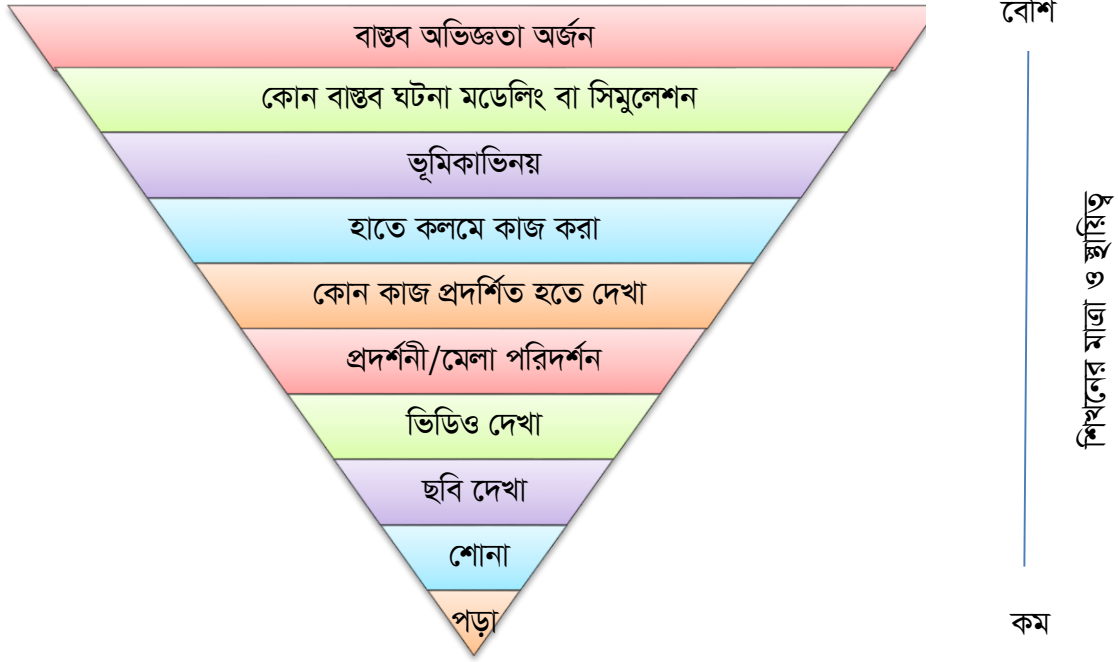 বাস্তব অভিজ্ঞতা অর্জন
কোন বাস্তব ঘটনা মডেলিং বা সিমুলেশন
ভূমিকাভিনয়
হাতে কলমে কাজ করা
কোন কাজ প্রদর্শিত হতে দেখা
প্রদর্শনী/মেলা পরিদর্শন
ভিডিও দেখা
ছবি দেখা
শোনা
পড়া
বেশি
শিখনের মাত্রা ও স্থায়িত্ব
কম